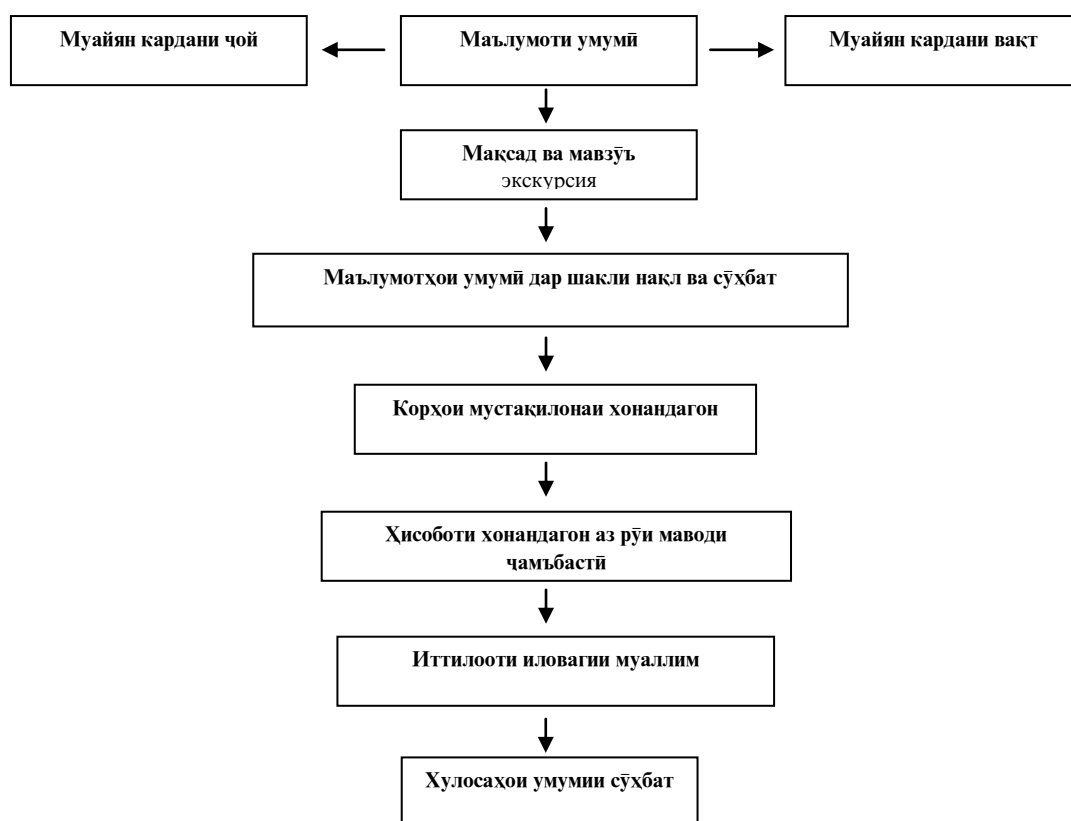 Муайян кардани ҷой
Маълумоти умумӣ
Муайян кардани вақт
Мақсад ва мавзӯъ
экскурсия
Маълумотҳои умумӣ дар шакли нақл ва сӯҳбат
Корҳои мустақилонаи хонандагон
Ҳисоботи хонандагон аз рӯи маводи
ҷамъбастӣ
Иттилооти иловагии муаллим
Хулосаҳои умумии сӯҳбат